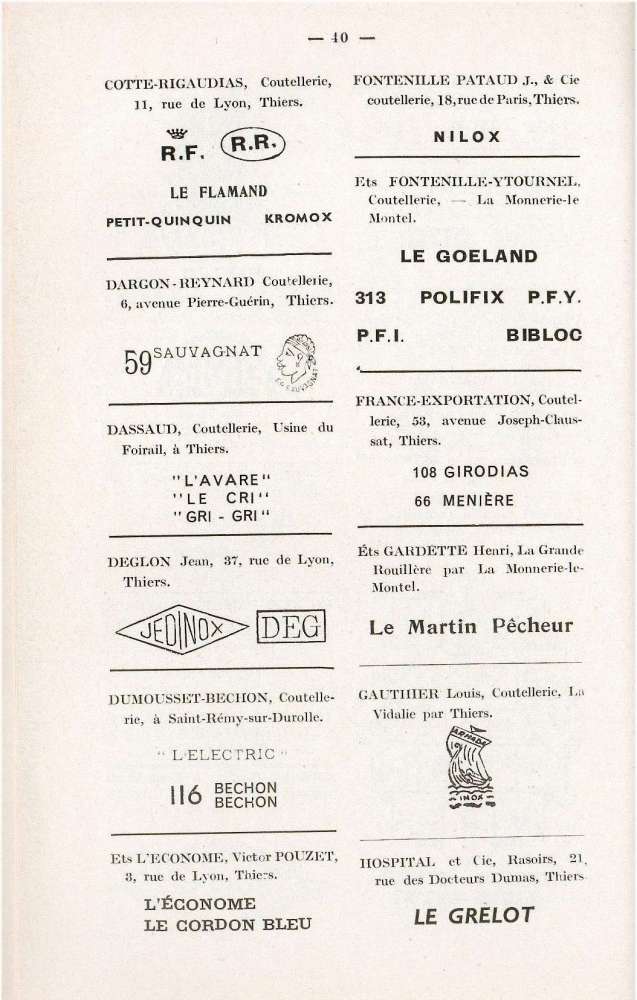 — 40 —
COTTE-RIGAUDIAS, Coutellerie,
11, rue de Lyon, Thiers.
R.F. R.R.
LE FLAMAND
PETIT-QUINQUIN KROMOX
DARGON-REYNARD Coutellerie,
6, avenue Pierre-Guérin, Thiers.
59 SAUVAGNAT
DASSAUD, Coutellerie, Usine du
Foirail, à Thiers.
"L'AVARE"
"LE CRI"
"GRI - GRI"
DEGLON Jean, 37, rue de Lyon,
Thiers.
JEDINOX DEG
DUMOUSSET-BECHON, Coutelle-
rie, à Saint-Rémy-sur-Durolle.
" L'ELECTRIC "
116 BECHON
BECHON
Ets L'ECONOME, Victor POUZET,
3, rue de Lyon, Thiers.
L'ÉCONOME
LE CORDON BLEU
FONTENILLE PATAUD J., & Cie
coutellerie, 18, rue de Paris, Thiers.
NILOX
Ets FONTENILLE-YTOURNEL,
Coutellerie, — La Monnerie-le
Montel.
LE GOELAND
313 POLIFIX P.F.Y.
P.F.I. BIBLOC
FRANCE-EXPORTATION, Coutel-
lerie, 53, avenue Joseph-Claus-
sat, Thiers.
108 GIRODIAS
66 MENIÈRE
Éts GARDETTE Henri, La Grande
Rouillère par La Monnerie-le-
Montel.
Le Martin Pêcheur
GAUTHIER Louis, Coutellerie, La
Vidalie par Thiers.
ARMADA
INOX
HOSPITAL et Cie, Rasoirs, 21,
rue des Docteurs Dumas, Thiers
LE GRELOT